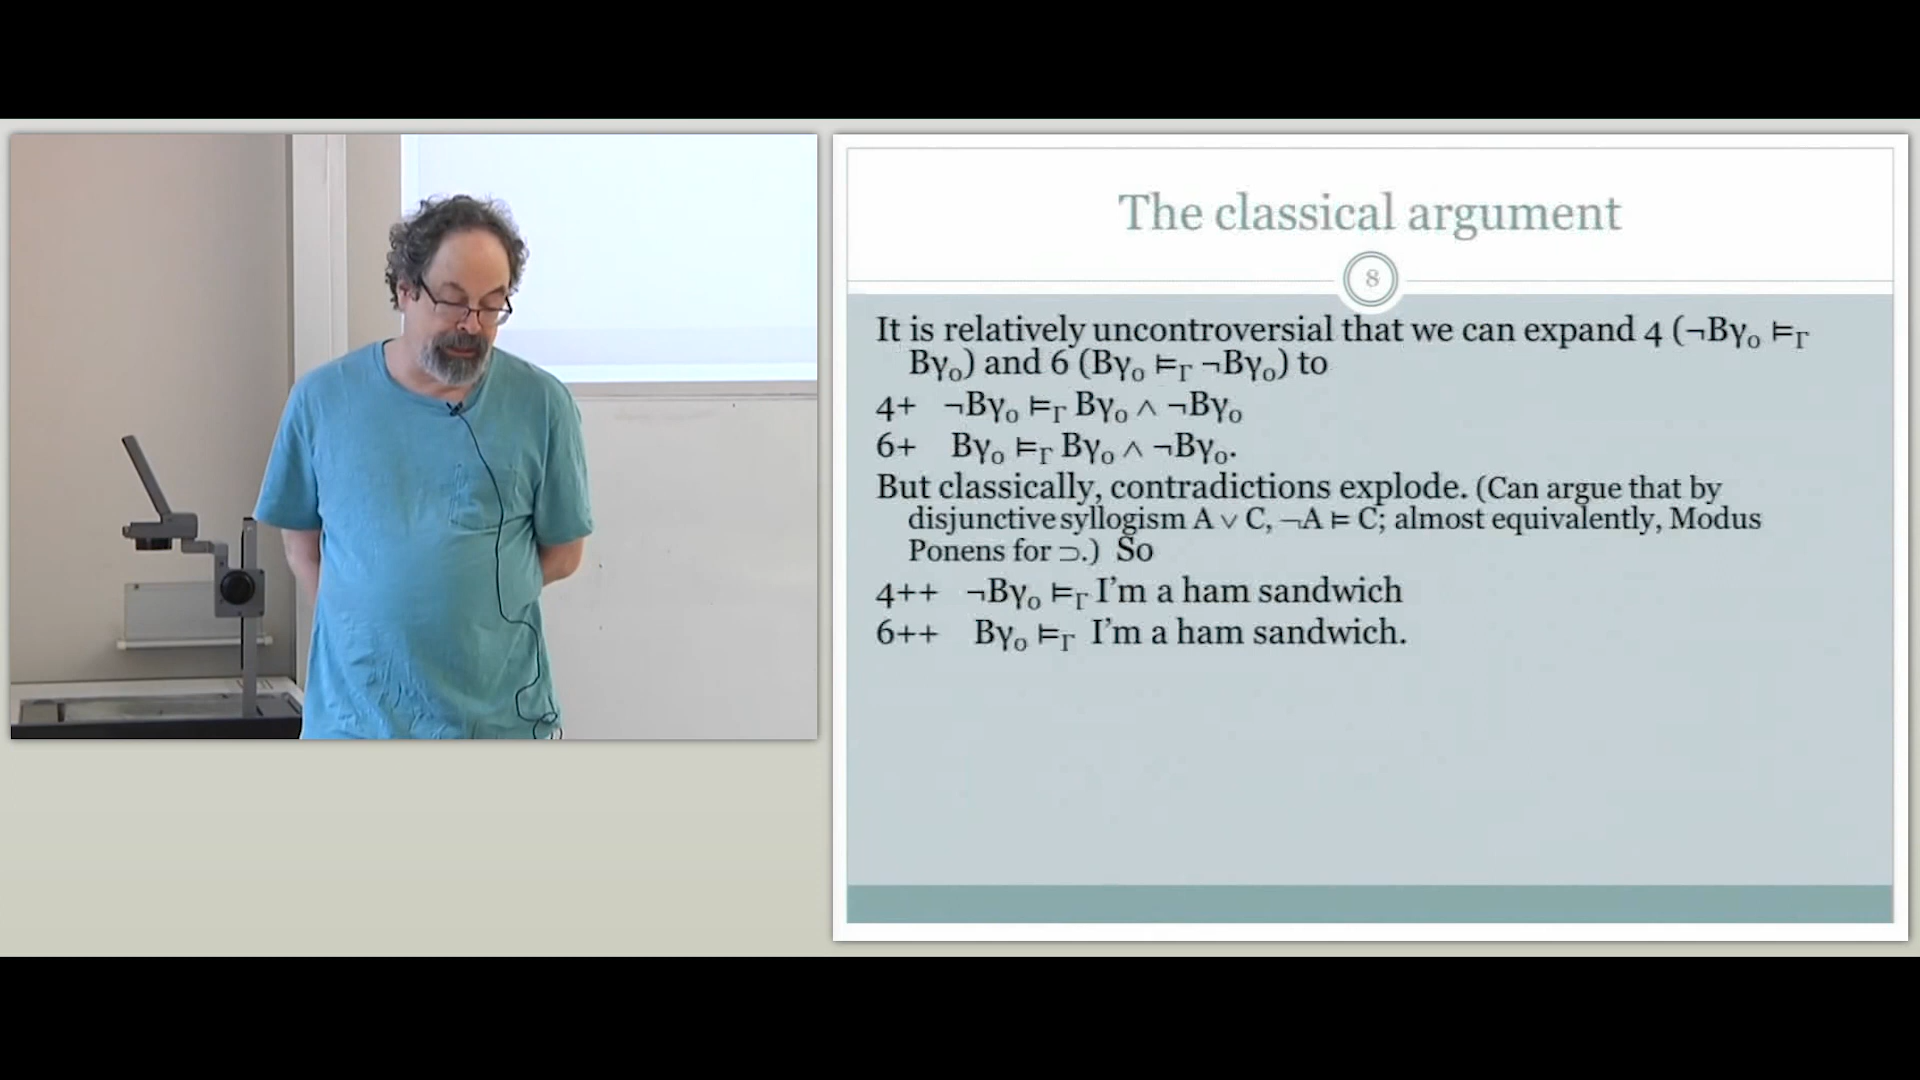 The classical argument
8
It is relatively uncontroversial that we can expand 4 (¬Bγ₀ ⊨Γ
Bγ₀) and 6 (Bγ₀ ⊨Γ ¬Bγ₀) to
4+ ¬Bγ₀ ⊨Γ Bγ₀ ∧ ¬Bγ₀
6+ Bγ₀ ⊨Γ Bγ₀ ∧ ¬Bγ₀.
But classically, contradictions explode. (Can argue that by
disjunctive syllogism A ∨ C, ¬A ⊨ C; almost equivalently, Modus
Ponens for ⊃.) So
4++ ¬Bγ₀ ⊨Γ I'm a ham sandwich
6++ Bγ₀ ⊨Γ I'm a ham sandwich.